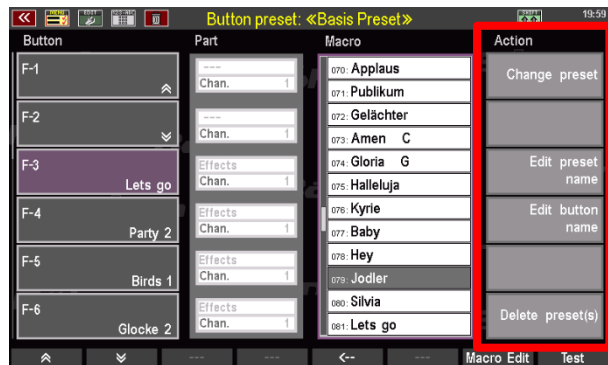 MENU EDIT Button preset: «Basis Preset» SHIFT 19:59
Button Part Macro Action
F-1
---
Chan. 1
F-2
---
Chan. 1
F-3
Lets go
Effects
Chan. 1
F-4
Party 2
Effects
Chan. 1
F-5
Birds 1
Effects
Chan. 1
F-6
Glocke 2
Effects
Chan. 1
070: Applaus
071: Publikum
072: Gelächter
073: Amen C
074: Gloria G
075: Halleluja
076: Kyrie
077: Baby
078: Hey
079: Jodler
080: Silvia
081: Lets go
Change preset
Edit preset
name
Edit button
name
Delete preset(s)
--- --- <-- --- Macro Edit Test